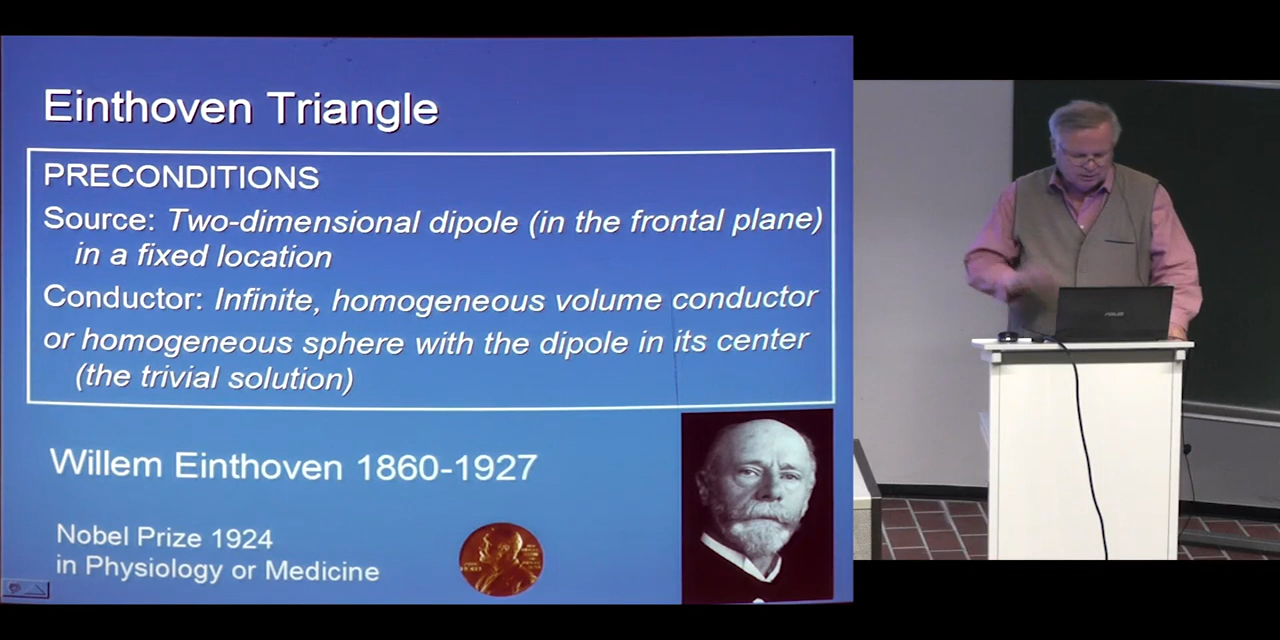 Einthoven Triangle
PRECONDITIONS
Source: Two-dimensional dipole (in the frontal plane)
in a fixed location
Conductor: Infinite, homogeneous volume conductor
or homogeneous sphere with the dipole in its center
(the trivial solution)
Willem Einthoven 1860-1927
Nobel Prize 1924
in Physiology or Medicine
ASUS